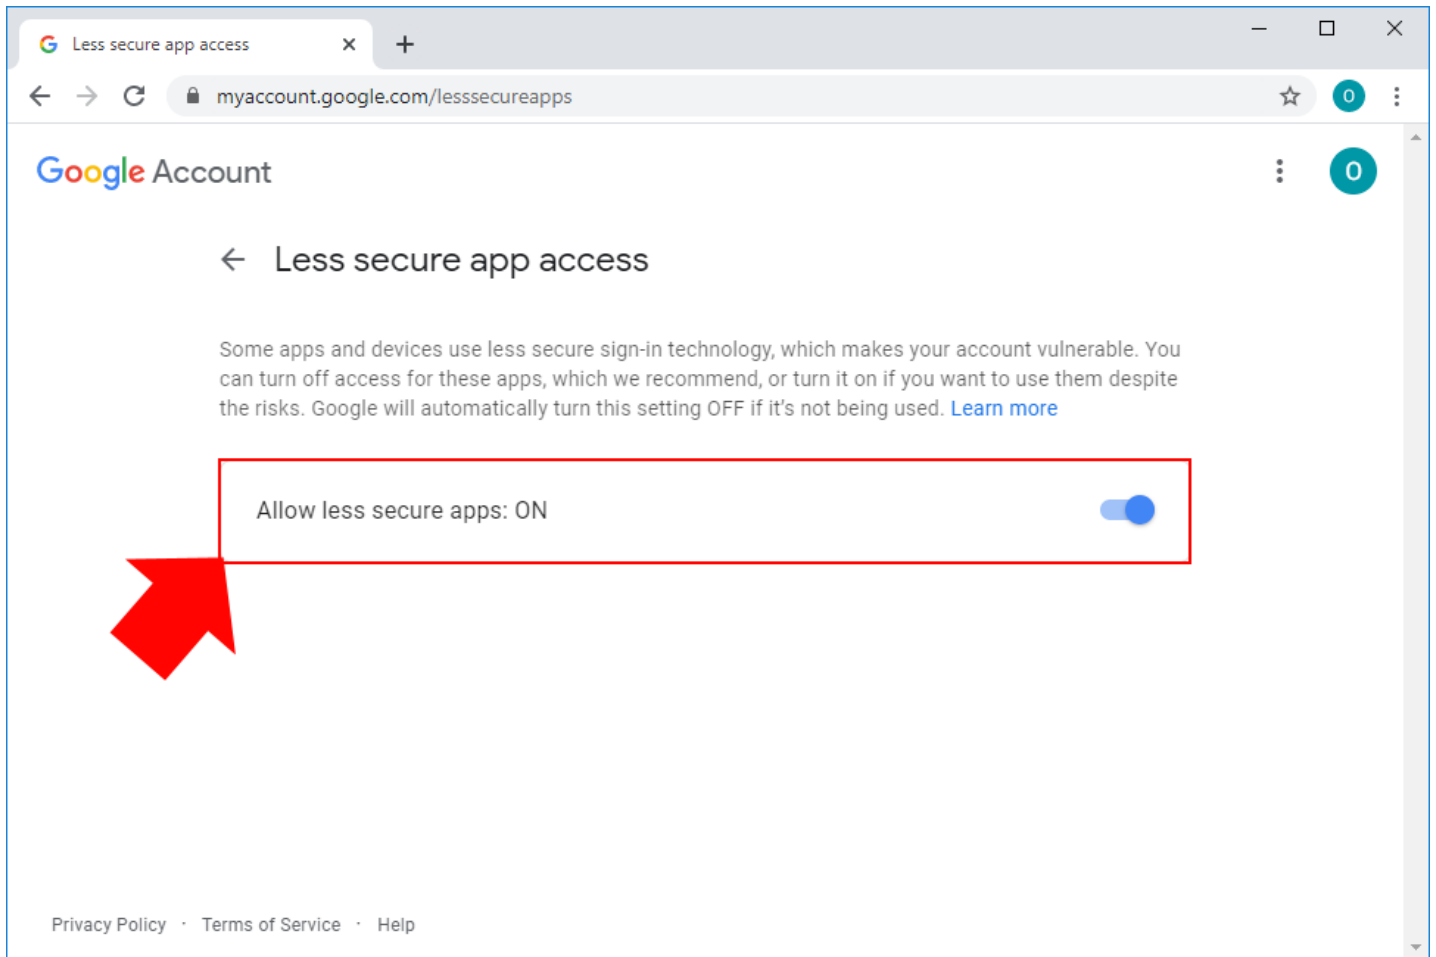 Less secure app access
myaccount.google.com/lesssecureapps
O
Google Account
O
Less secure app access
Some apps and devices use less secure sign-in technology, which makes your account vulnerable. You
can turn off access for these apps, which we recommend, or turn it on if you want to use them despite
the risks. Google will automatically turn this setting OFF if it's not being used. Learn more
Allow less secure apps: ON
Privacy Policy · Terms of Service · Help